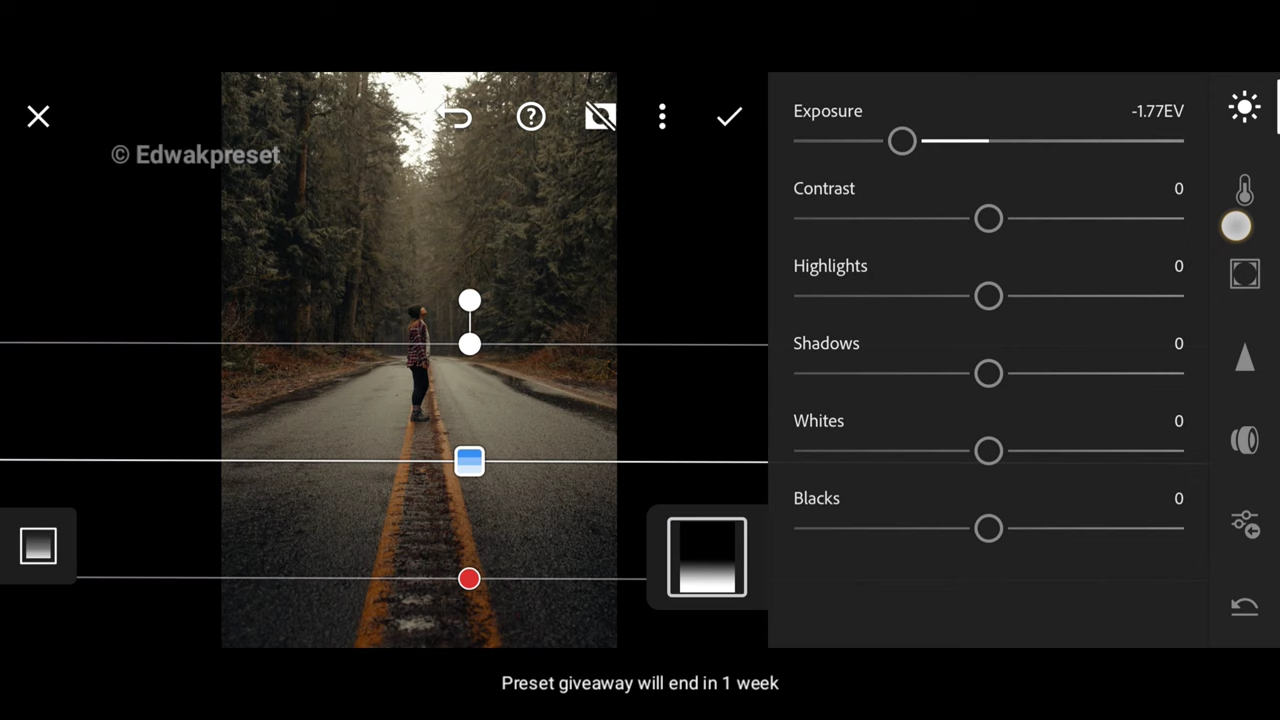 © Edwakpreset
Exposure -1.77EV
Contrast 0
Highlights 0
Shadows 0
Whites 0
Blacks 0
Preset giveaway will end in 1 week